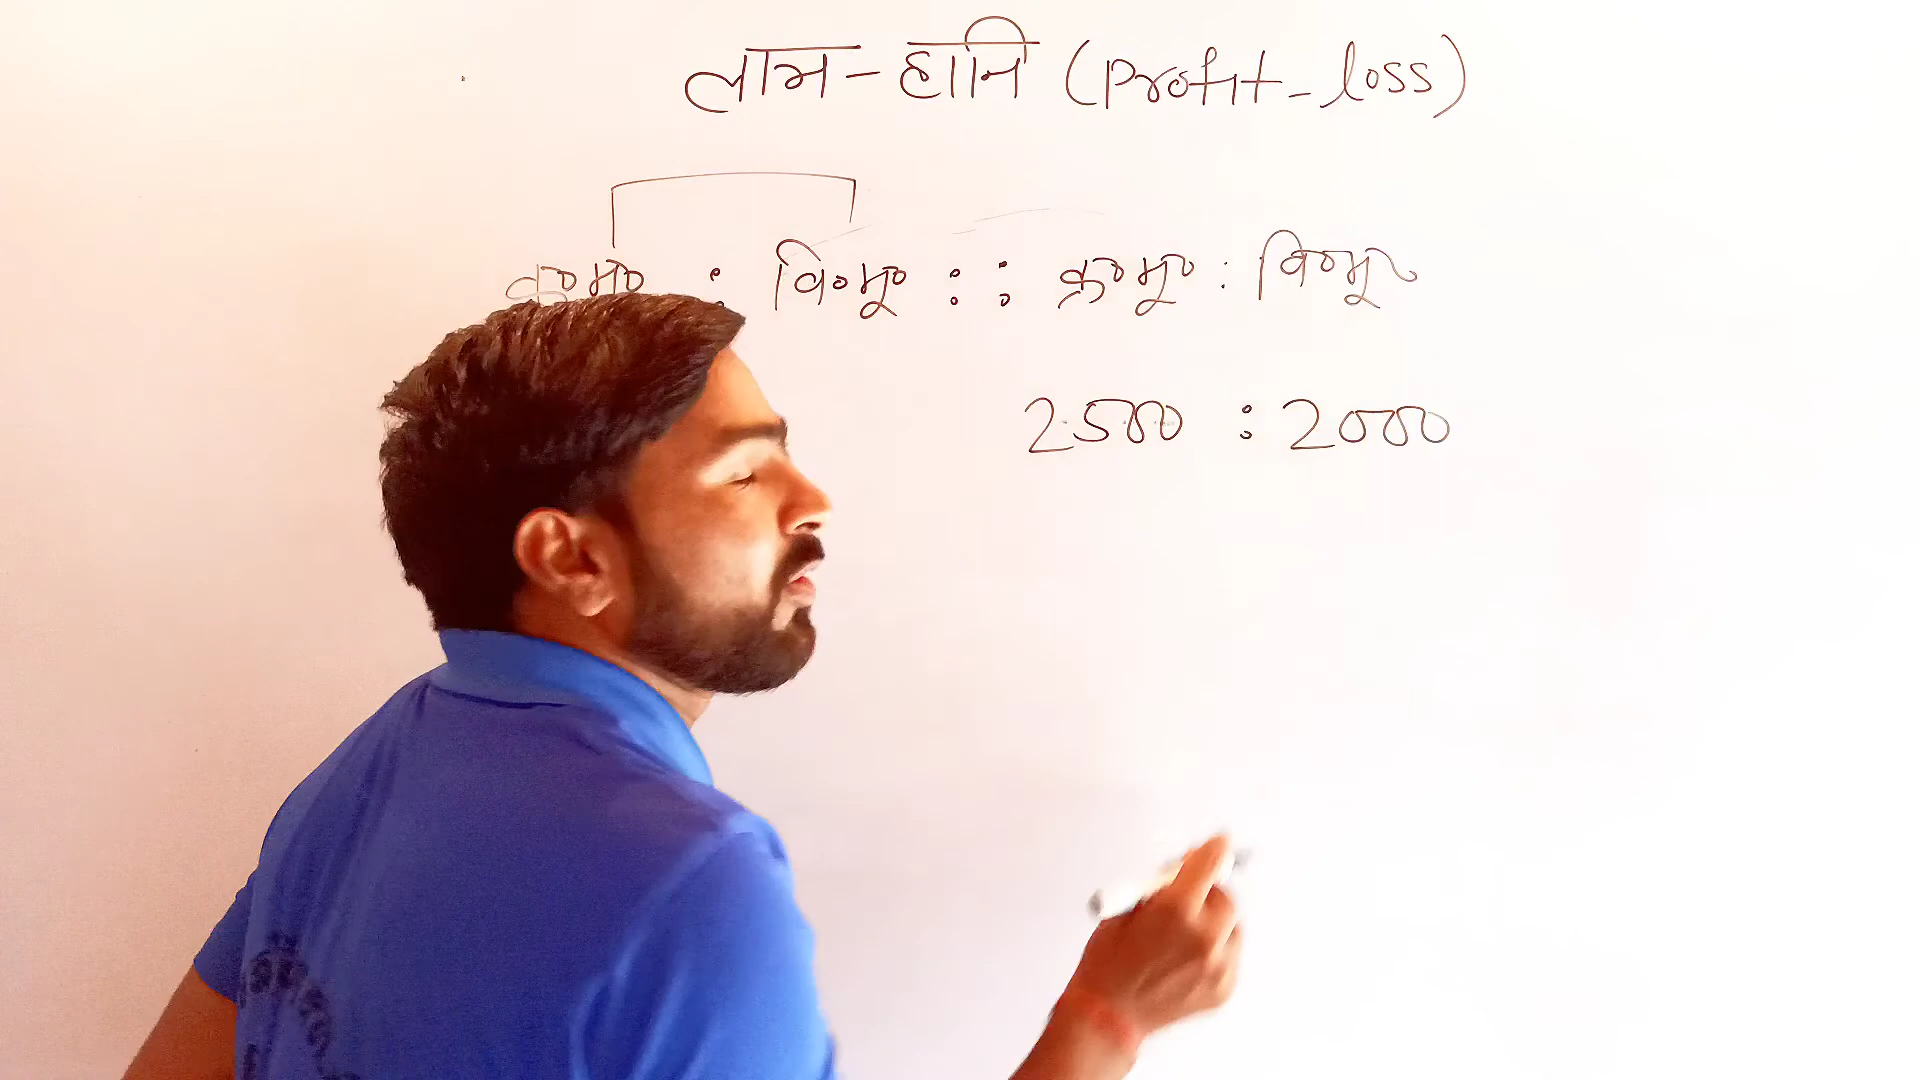 लाभ - हानि (Profit - loss)
क्र०मू० : वि०मू० : : क्र०मू० : वि०मू०
2500 : 2000